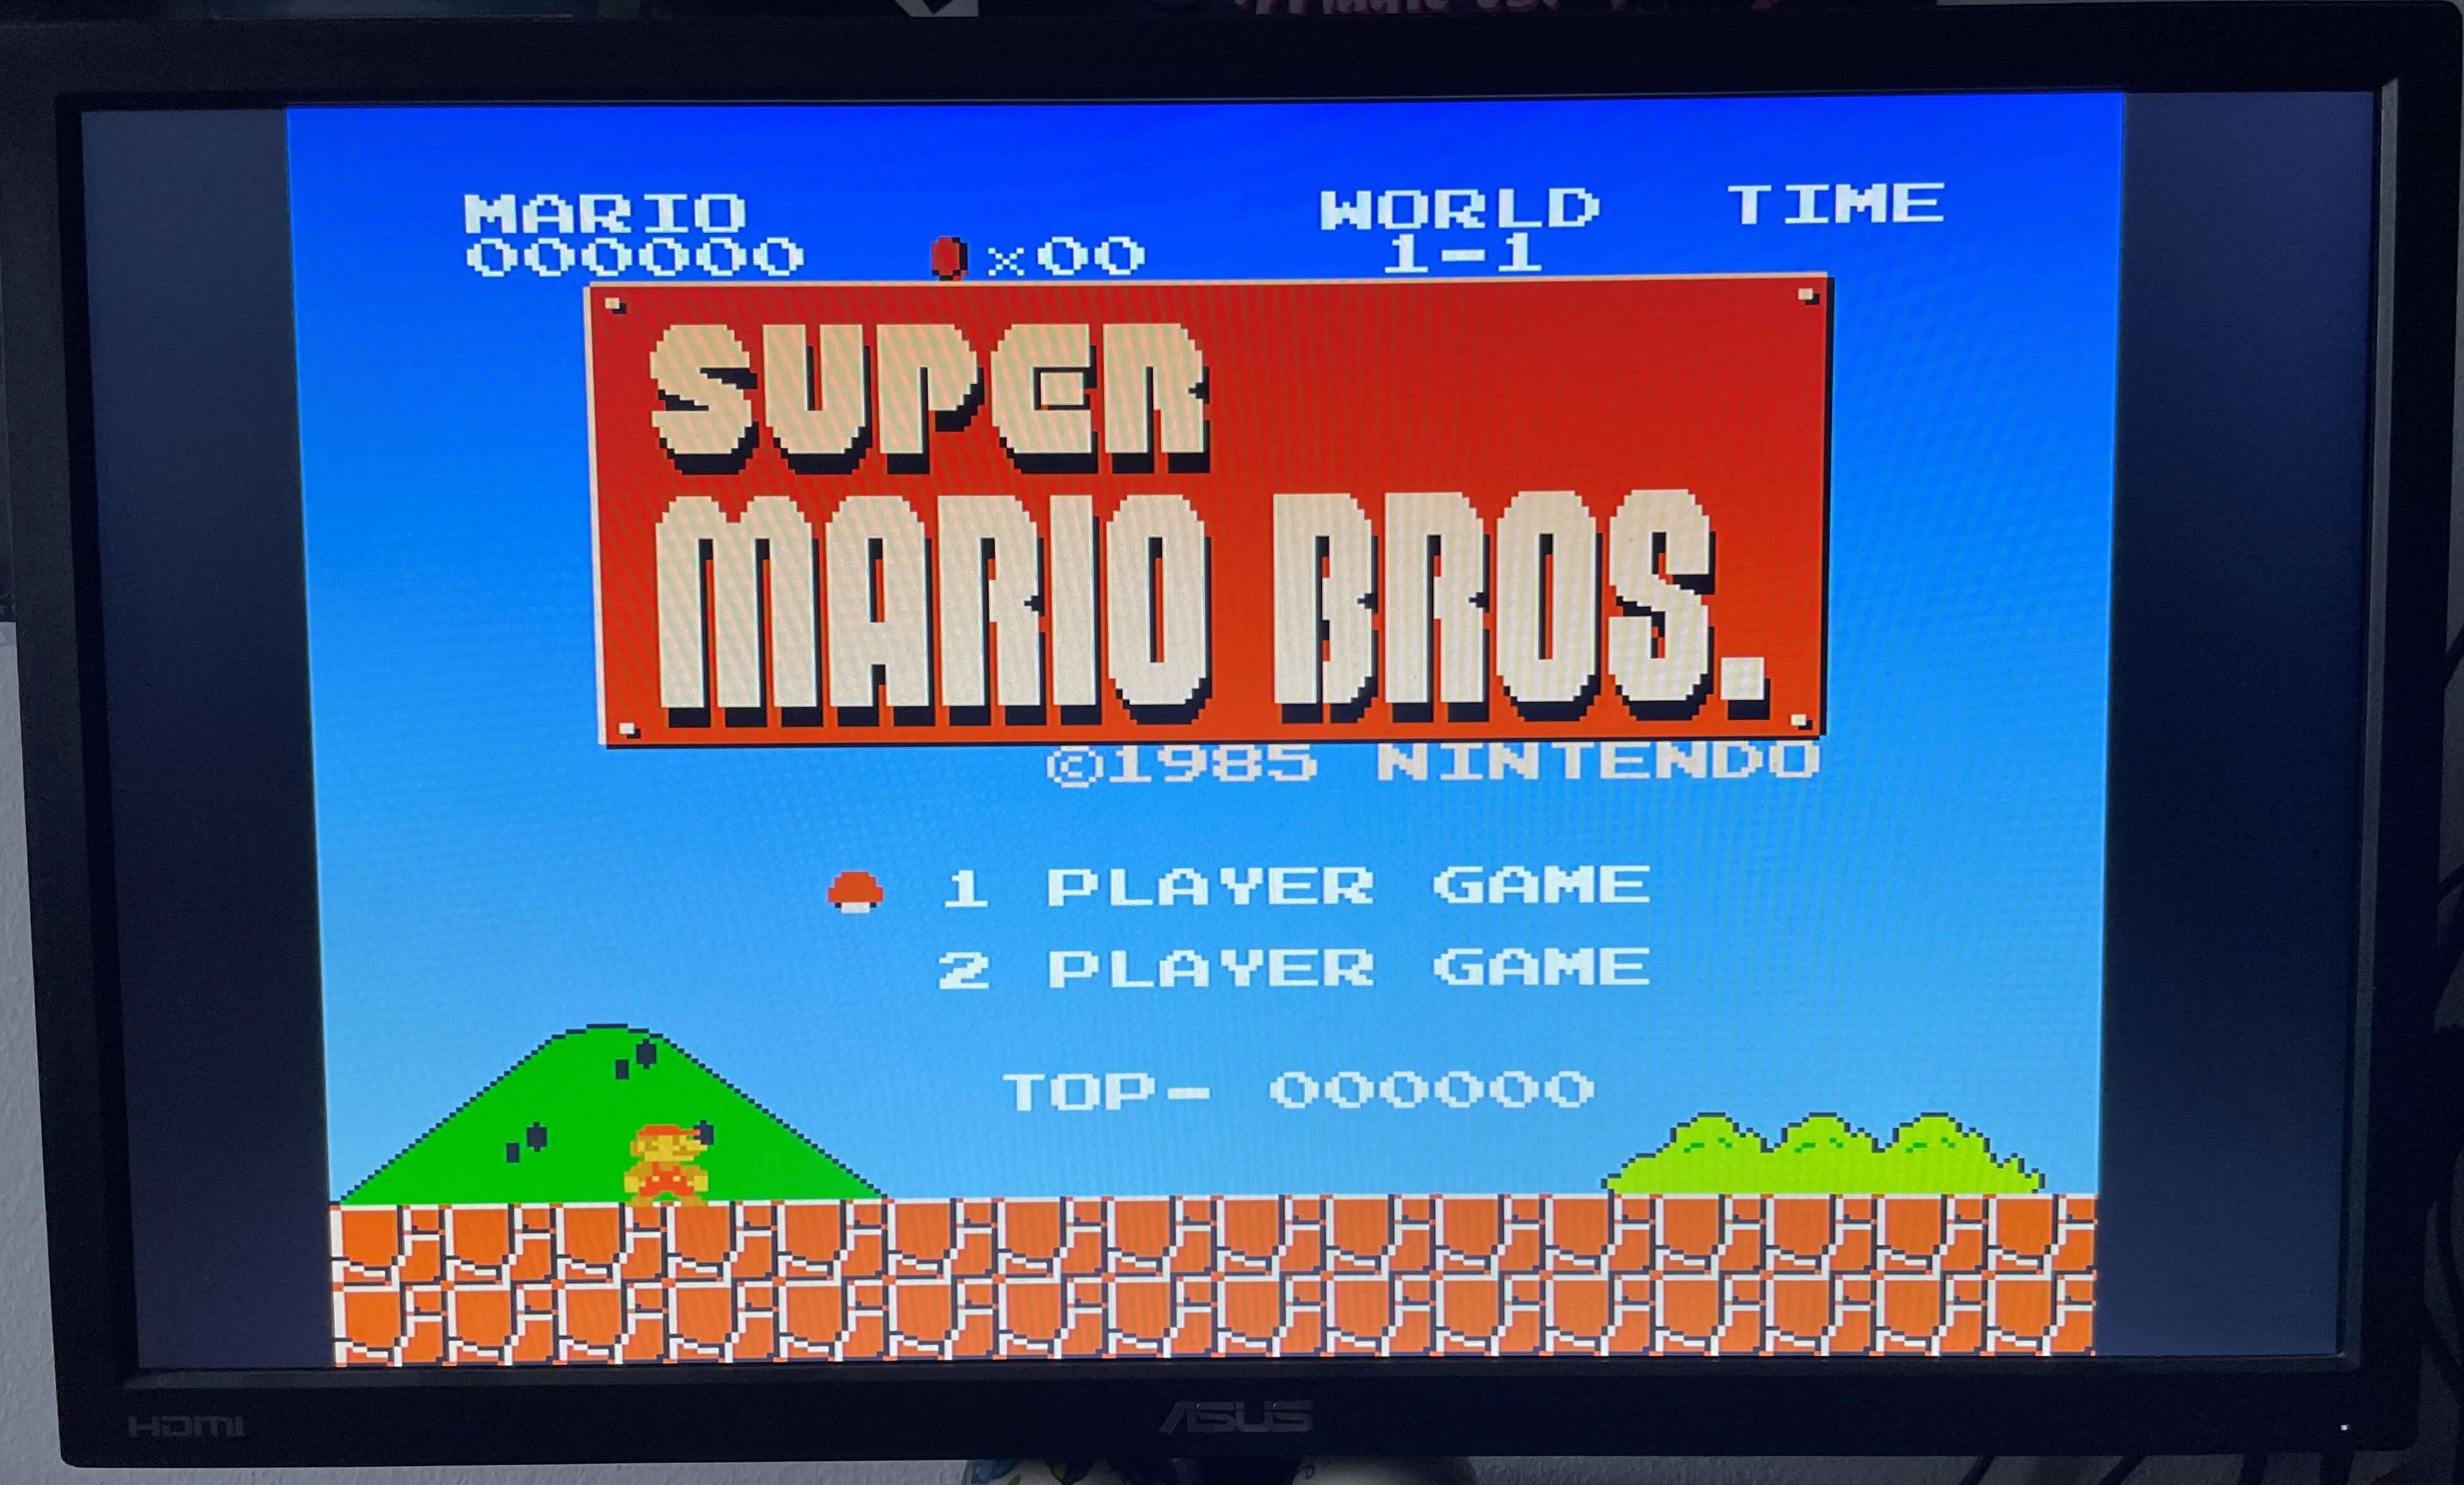 MARIO WORLD TIME
000000 ×00 1-1
SUPER
MARIO BROS.
©1985 NINTENDO
1 PLAYER GAME
2 PLAYER GAME
TOP- 000000
HDMI ASUS